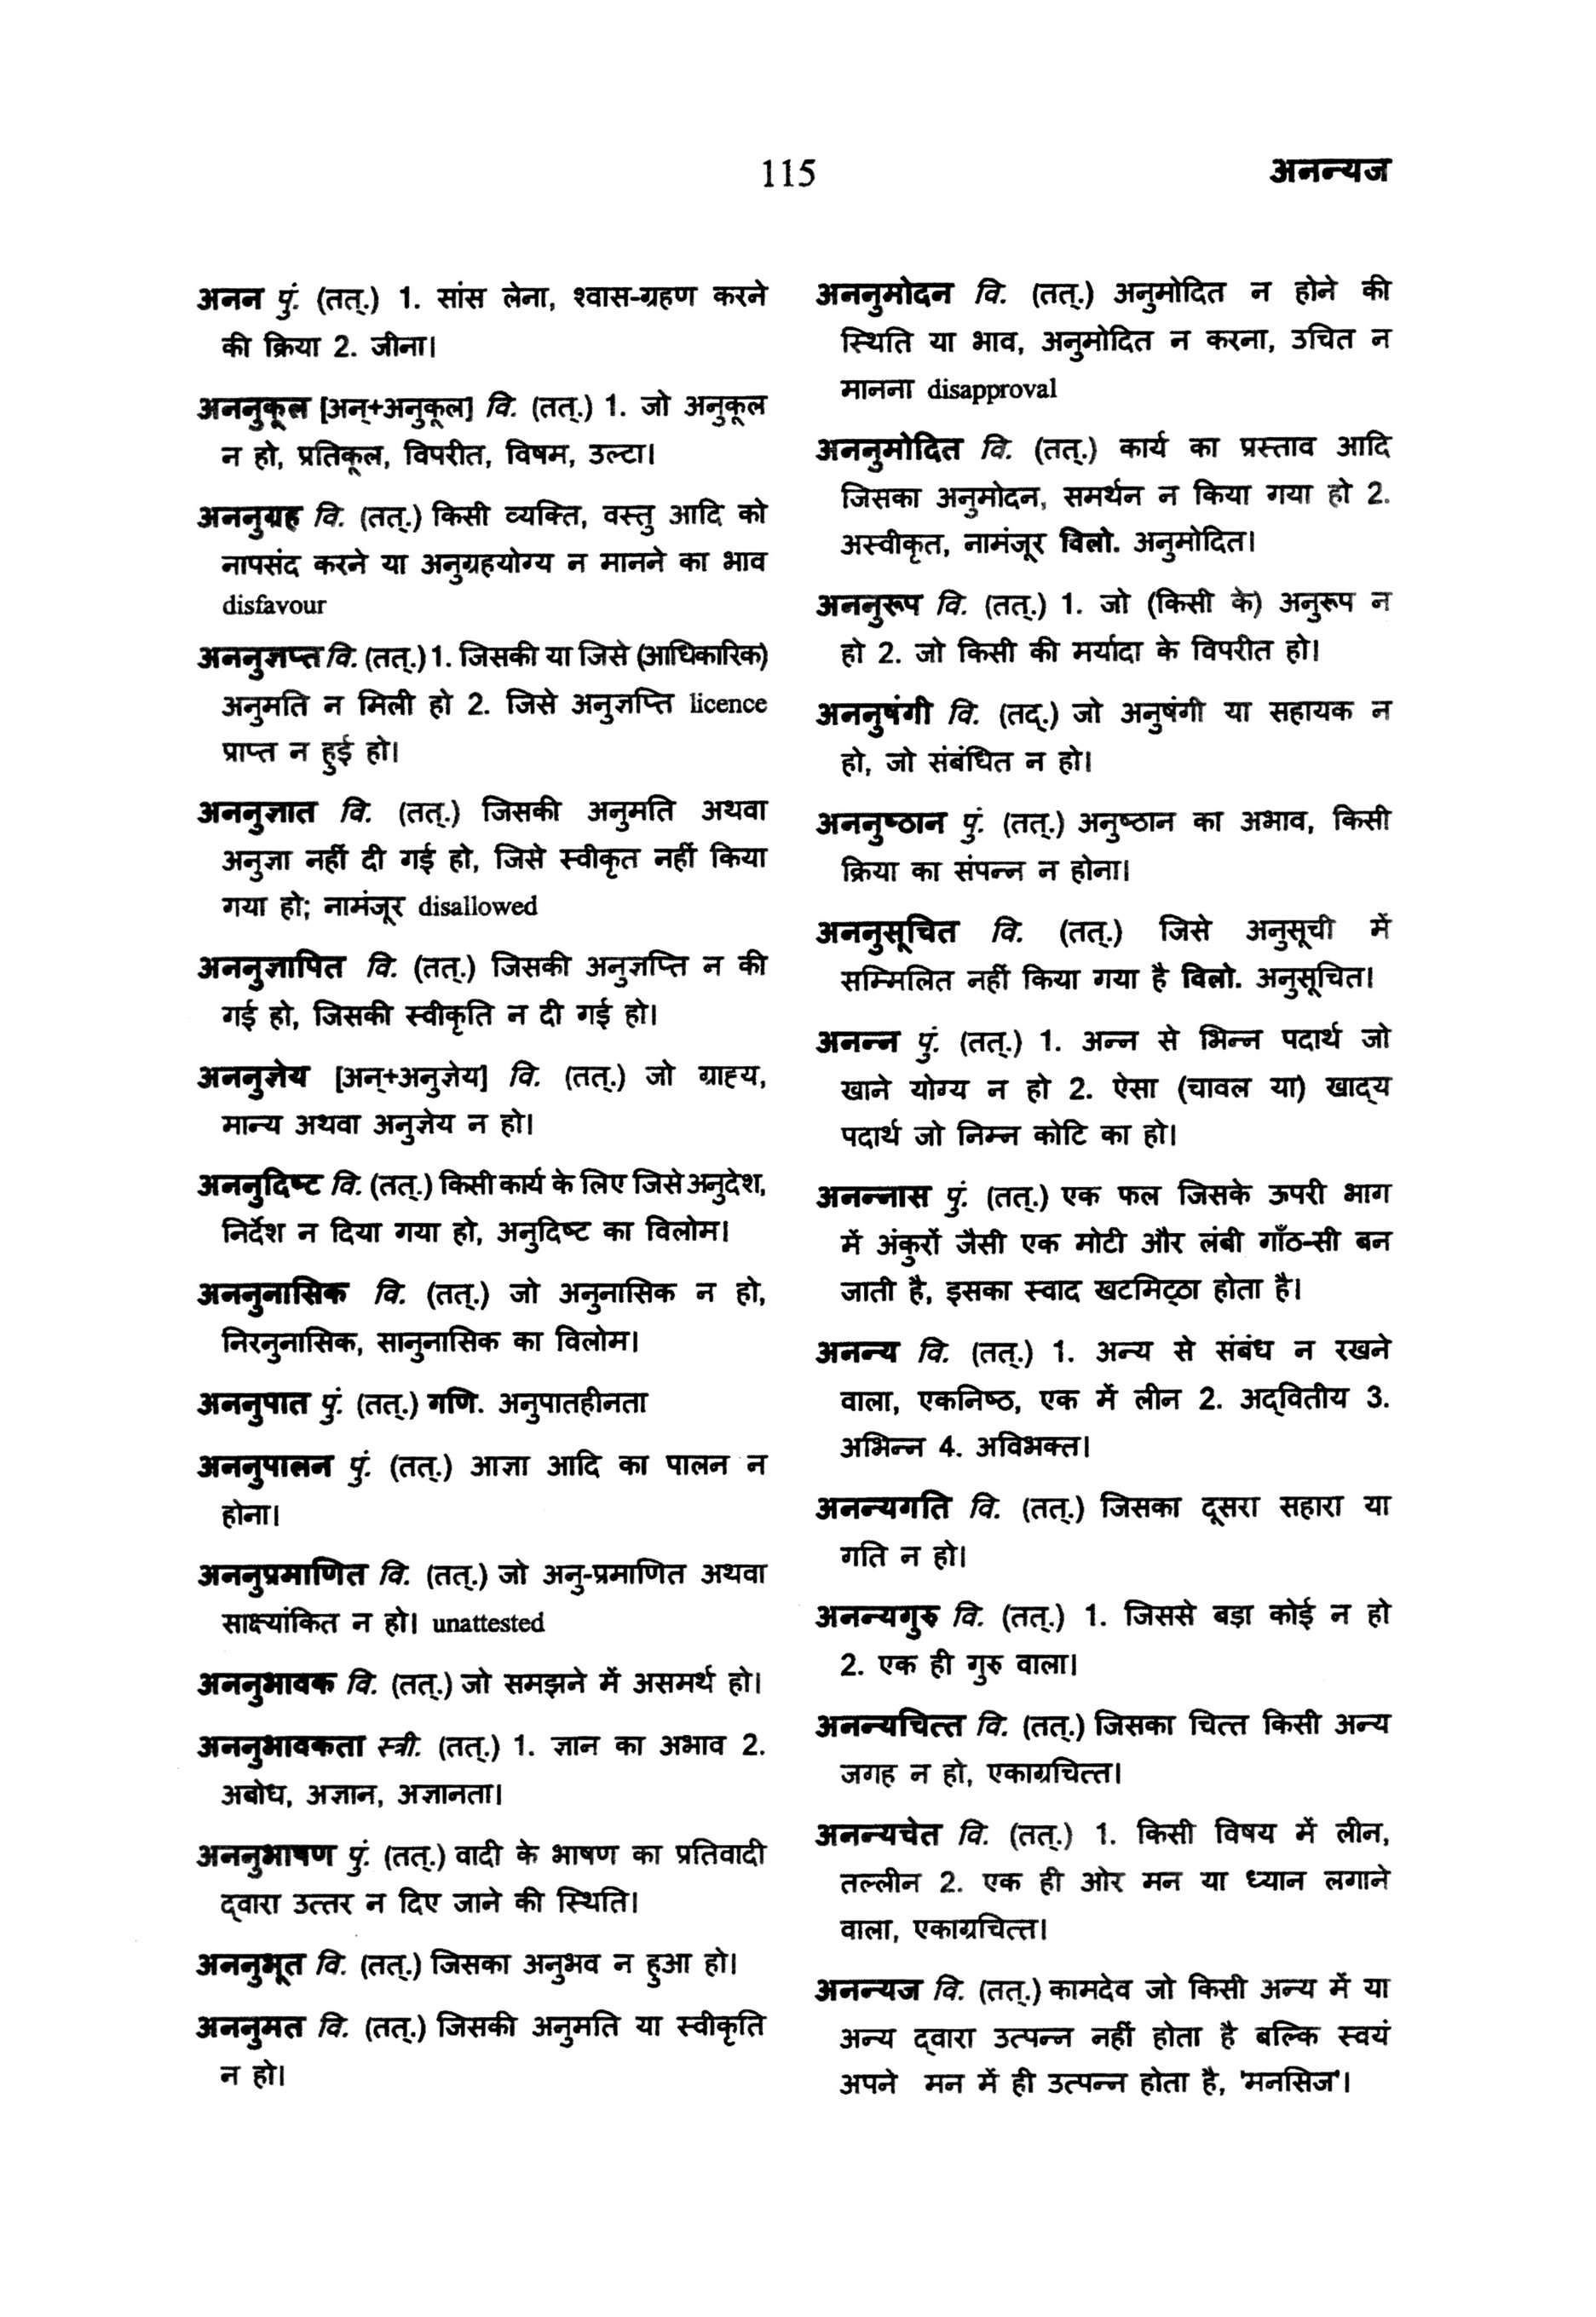 115
अनन्यज
अनन पुं. (तत्.) 1. सांस लेना, श्वास-ग्रहण करने
की क्रिया 2. जीना।
अननुकूल [अन्+अनुकूल] वि. (तत्.) 1. जो अनुकूल
न हो, प्रतिकूल, विपरीत, विषम, उल्टा।
अननुग्रह वि. (तत्.) किसी व्यक्ति, वस्तु आदि को
नापसंद करने या अनुग्रहयोग्य न मानने का भाव
disfavour
अननुज्ञप्त वि. (तत्.) 1. जिसकी या जिसे (आधिकारिक)
अनुमति न मिली हो 2. जिसे अनुज्ञप्ति licence
प्राप्त न हुई हो।
अननुज्ञात वि. (तत्.) जिसकी अनुमति अथवा
अनुज्ञा नहीं दी गई हो, जिसे स्वीकृत नहीं किया
गया हो; नामंजूर disallowed
अननुज्ञापित वि. (तत्.) जिसकी अनुज्ञप्ति न की
गई हो, जिसकी स्वीकृति न दी गई हो।
अननुज्ञेय [अन्+अनुज्ञेय] वि. (तत्.) जो ग्राह्य,
मान्य अथवा अनुज्ञेय न हो।
अननुदिष्ट वि. (तत्.) किसी कार्य के लिए जिसे अनुदेश,
निर्देश न दिया गया हो, अनुदिष्ट का विलोम।
अननुनासिक वि. (तत्.) जो अनुनासिक न हो,
निरनुनासिक, सानुनासिक का विलोम।
अननुपात पुं. (तत्.) गणि. अनुपातहीनता
अननुपालन पुं. (तत्.) आज्ञा आदि का पालन न
होना।
अननुप्रमाणित वि. (तत्.) जो अनु-प्रमाणित अथवा
साक्ष्यांकित न हो। unattested
अननुभावक वि. (तत्.) जो समझने में असमर्थ हो।
अननुभावकता स्त्री. (तत्.) 1. ज्ञान का अभाव 2.
अबोध, अज्ञान, अज्ञानता।
अननुभाषण पुं. (तत्.) वादी के भाषण का प्रतिवादी
द्‌वारा उत्तर न दिए जाने की स्थिति।
अननुभूत वि. (तत्.) जिसका अनुभव न हुआ हो।
अननुमत वि. (तत्.) जिसकी अनुमति या स्वीकृति
न हो।
अननुमोदन वि. (तत्.) अनुमोदित न होने की
स्थिति या भाव, अनुमोदित न करना, उचित न
मानना disapproval
अननुमोदित वि. (तत्.) कार्य का प्रस्ताव आदि
जिसका अनुमोदन, समर्थन न किया गया हो 2.
अस्वीकृत, नामंजूर विलो. अनुमोदित।
अननुरूप वि. (तत्.) 1. जो (किसी के) अनुरूप न
हो 2. जो किसी की मर्यादा के विपरीत हो।
अननुषंगी वि. (तद्.) जो अनुषंगी या सहायक न
हो, जो संबंधित न हो।
अननुष्ठान पुं. (तत्.) अनुष्ठान का अभाव, किसी
क्रिया का संपन्न न होना।
अननुसूचित वि. (तत्.) जिसे अनुसूची में
सम्मिलित नहीं किया गया है विलो. अनुसूचित।
अनन्न पुं. (तत्.) 1. अन्न से भिन्न पदार्थ जो
खाने योग्य न हो 2. ऐसा (चावल या) खाद्‌य
पदार्थ जो निम्न कोटि का हो।
अनन्नास पुं. (तत्.) एक फल जिसके ऊपरी भाग
में अंकुरों जैसी एक मोटी और लंबी गाँठ-सी बन
जाती है, इसका स्वाद खटमिट्ठा होता है।
अनन्य वि. (तत्.) 1. अन्य से संबंध न रखने
वाला, एकनिष्ठ, एक में लीन 2. अद्‌वितीय 3.
अभिन्न 4. अविभक्त।
अनन्यगति वि. (तत्.) जिसका दूसरा सहारा या
गति न हो।
अनन्यगुरु वि. (तत्.) 1. जिससे बड़ा कोई न हो
2. एक ही गुरु वाला।
अनन्यचित्त वि. (तत्.) जिसका चित्त किसी अन्य
जगह न हो, एकाग्रचित्त।
अनन्यचेत वि. (तत्.) 1. किसी विषय में लीन,
तल्लीन 2. एक ही ओर मन या ध्यान लगाने
वाला, एकाग्रचित्त।
अनन्यज वि. (तत्.) कामदेव जो किसी अन्य में या
अन्य द्‌वारा उत्पन्न नहीं होता है बल्कि स्वयं
अपने मन में ही उत्पन्न होता है, 'मनसिज'।